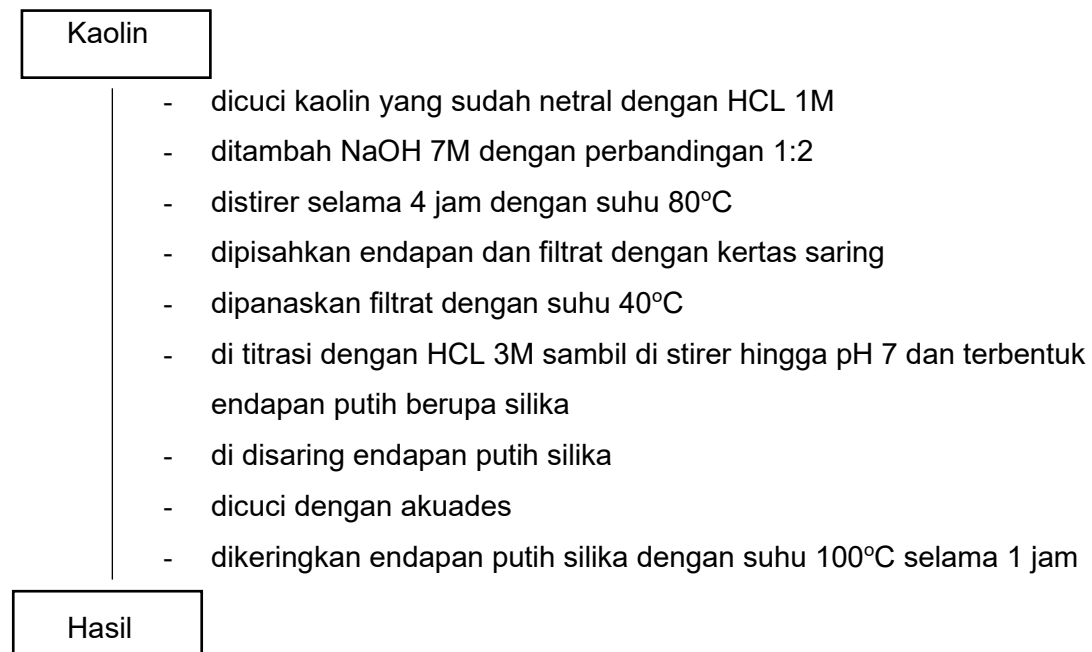 Kaolin
- dicuci kaolin yang sudah netral dengan HCL 1M
- ditambah NaOH 7M dengan perbandingan 1:2
- distirer selama 4 jam dengan suhu 80°C
- dipisahkan endapan dan filtrat dengan kertas saring
- dipanaskan filtrat dengan suhu 40°C
- di titrasi dengan HCL 3M sambil di stirer hingga pH 7 dan terbentuk
endapan putih berupa silika
- di disaring endapan putih silika
- dicuci dengan akuades
- dikeringkan endapan putih silika dengan suhu 100°C selama 1 jam
Hasil